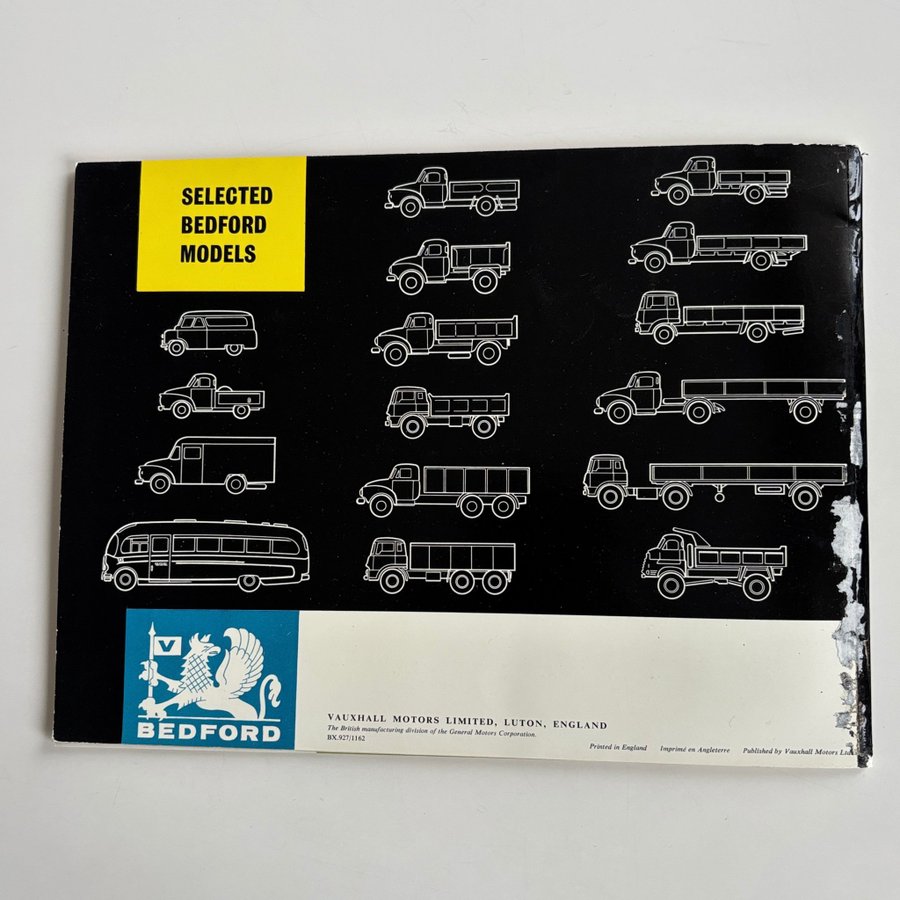 SELECTED
BEDFORD
MODELS
V
BEDFORD
VAUXHALL MOTORS LIMITED, LUTON, ENGLAND
The British manufacturing division of the General Motors Corporation.
BX.927/1162
Printed in England Imprimé en Angleterre Published by Vauxhall Motors